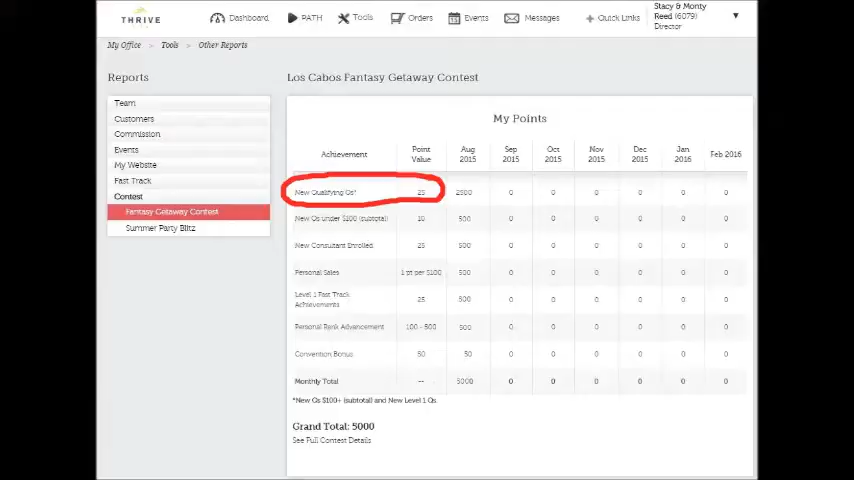 THRIVE
Dashboard PATH Tools Orders Events Messages + Quick Links
Stacy & Monty
Reed (6079)
Director
My Office > Tools > Other Reports
Reports
Team
Customers
Commission
Events
My Website
Fast Track
Contest
Fantasy Getaway Contest
Summer Party Blitz
Los Cabos Fantasy Getaway Contest
My Points
Achievement Point Value Aug 2015 Sep 2015 Oct 2015 Nov 2015 Dec 2015 Jan 2016 Feb 2016
New Qualifying Qs* 25 2500 0 0 0 0 0 0
New Qs under $100 (subtotal) 10 500 0 0 0 0 0 0
New Consultant Enrolled 25 500 0 0 0 0 0 0
Personal Sales 1 pt per $100 500 0 0 0 0 0 0
Level 1 Fast Track Achievements 25 500 0 0 0 0 0 0
Personal Rank Advancement 100 - 500 500 0 0 0 0 0 0
Convention Bonus 50 50 0 0 0 0 0 0
Monthly Total -- 5000 0 0 0 0 0 0
*New Qs $100+ (subtotal) and New Level 1 Qs.
Grand Total: 5000
See Full Contest Details